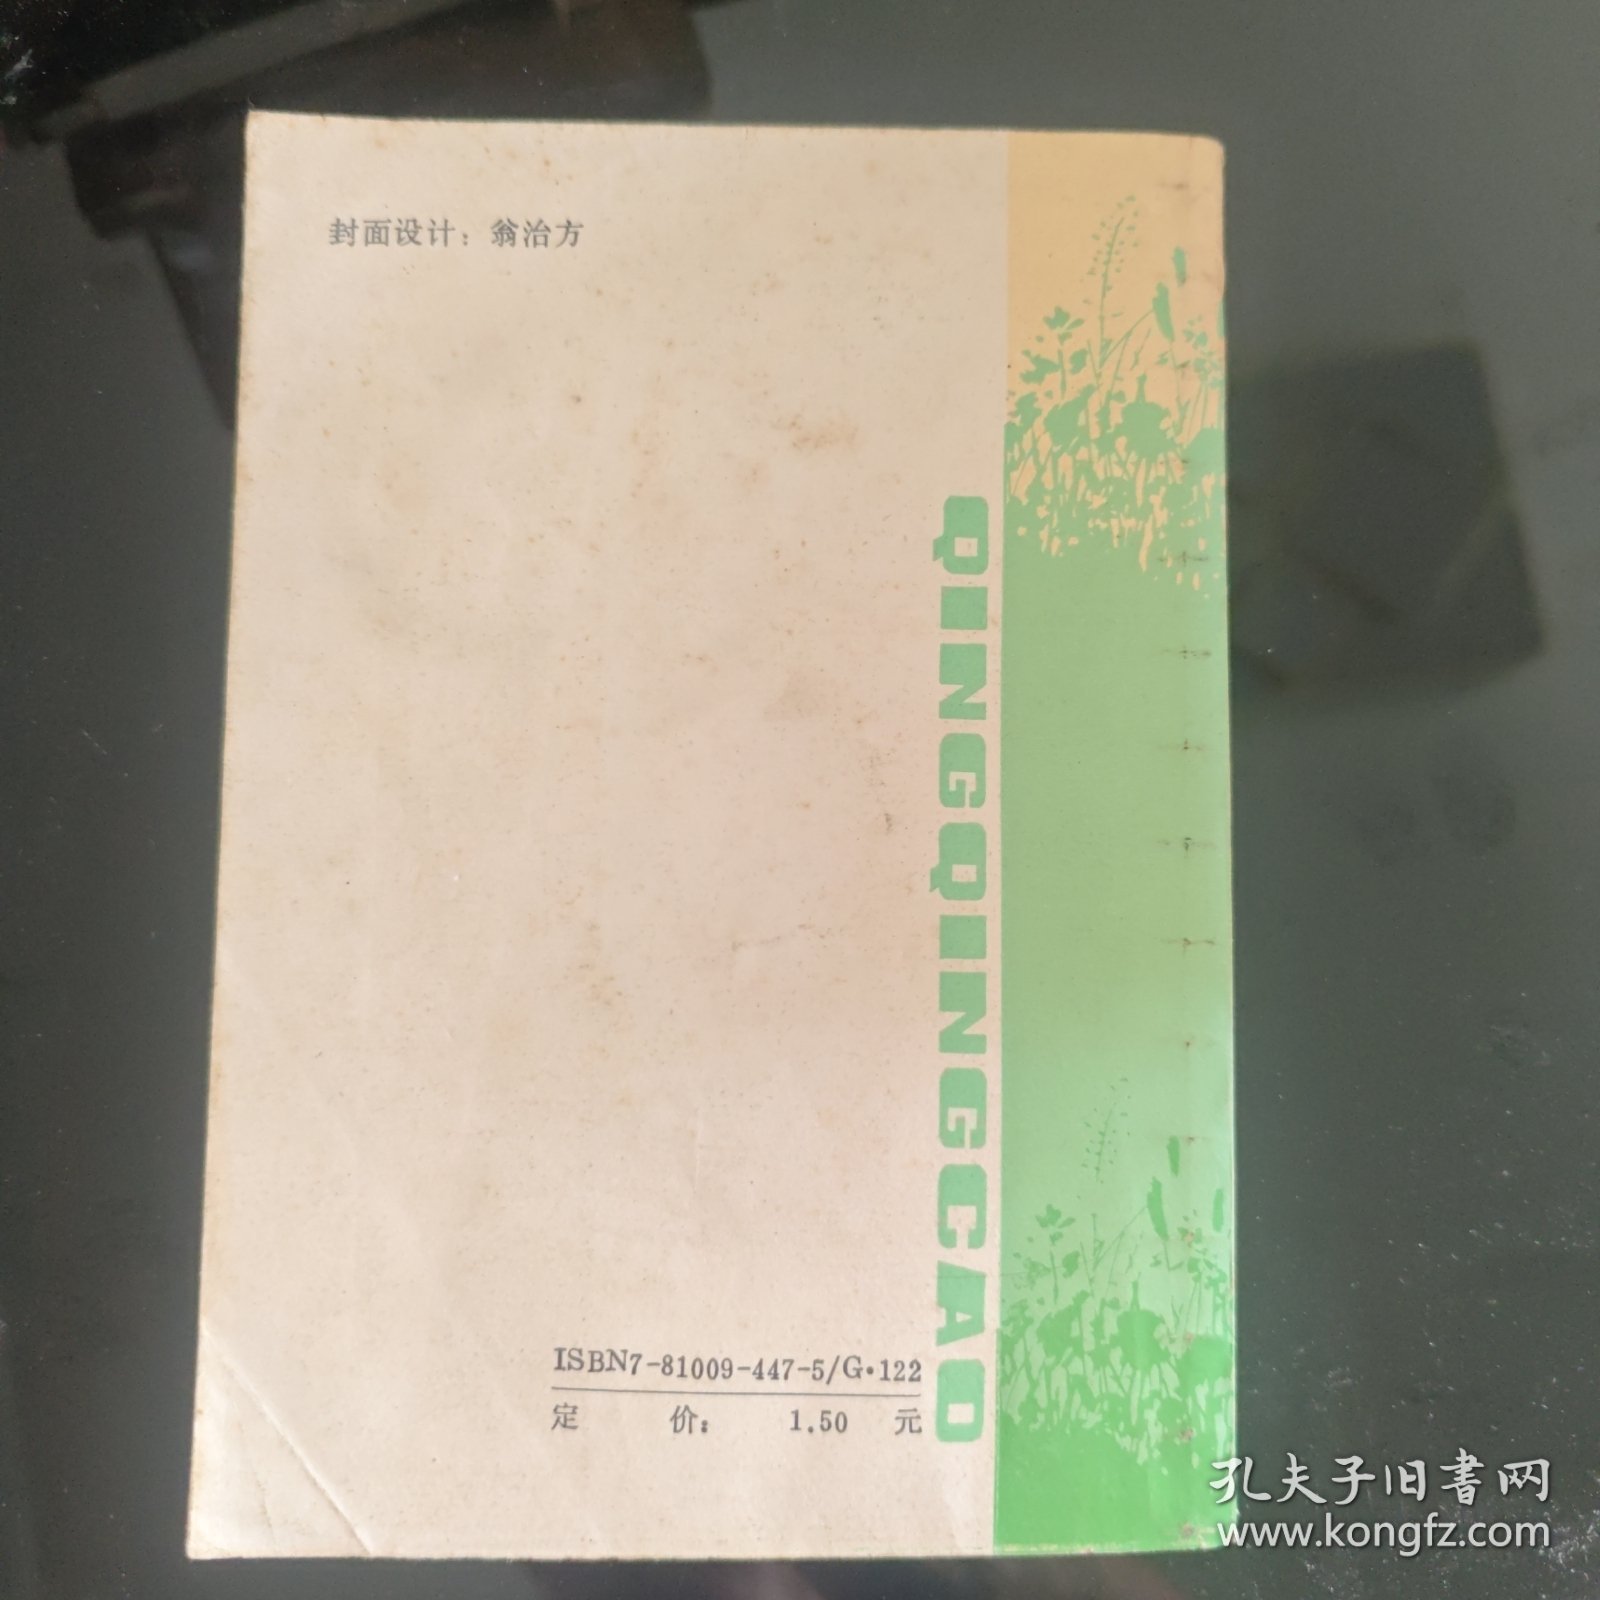 封面设计：翁治方
QINGQINGCAO
ISBN7-81009-447-5/G·122
定 价： 1.50 元
孔夫子旧书网
www.kongfz.com